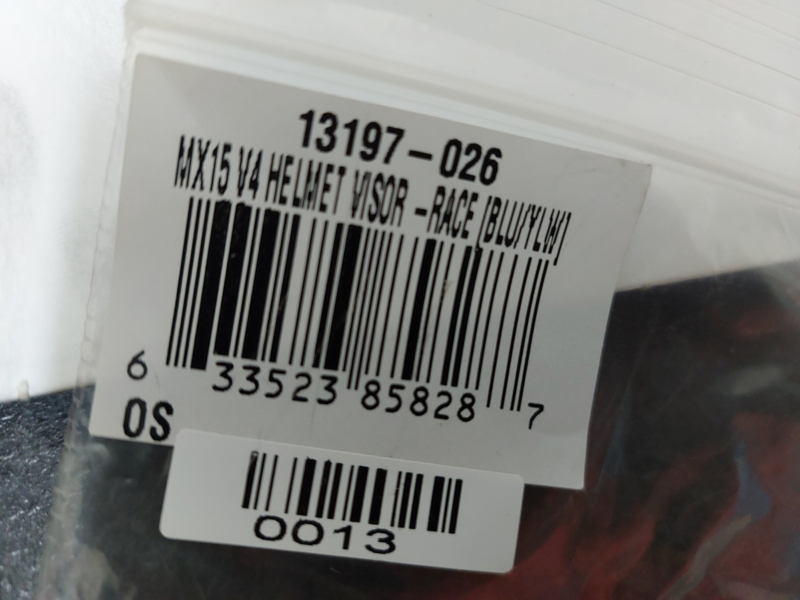 13197-026
MX15 V4 HELMET VISOR -RACE [BLU/YLW]
6 33523 85828 7
OS
0013